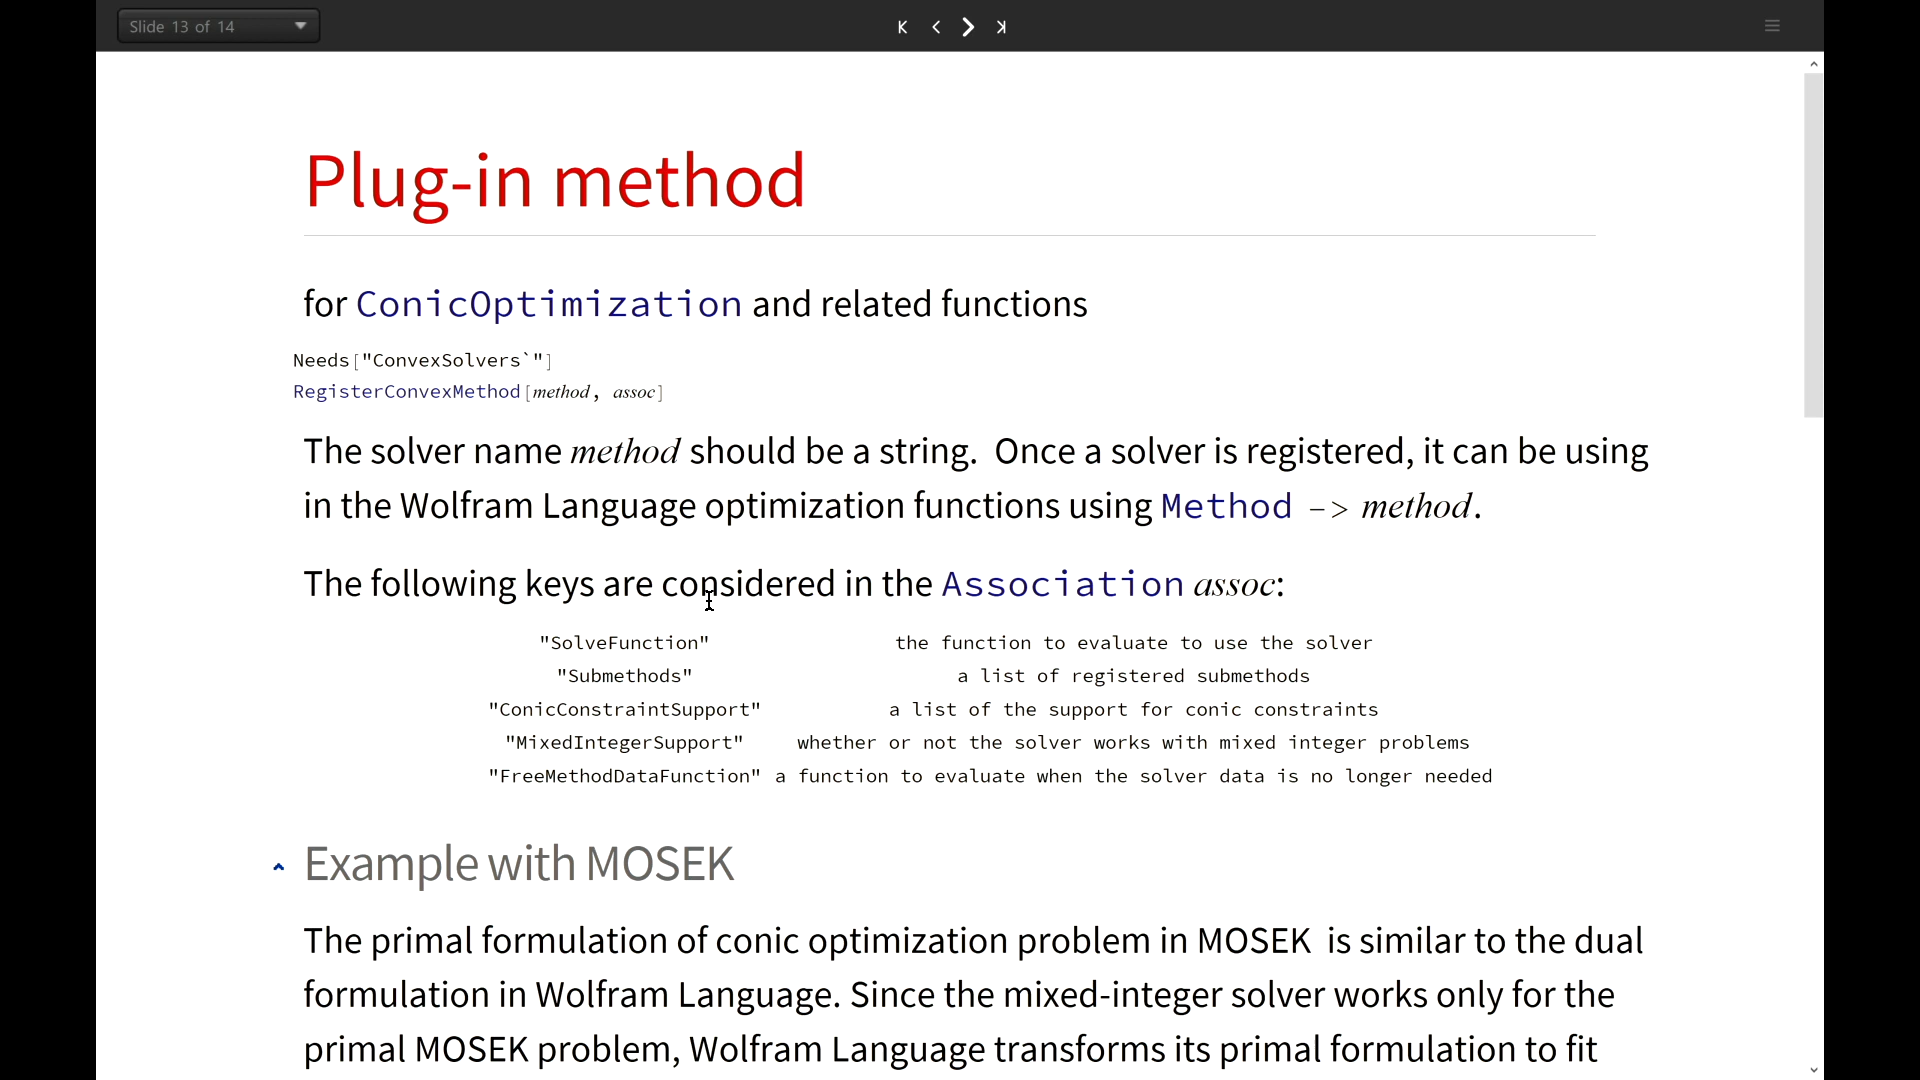 Slide 13 of 14
Plug-in method
for ConicOptimization and related functions
Needs["ConvexSolvers`"]
RegisterConvexMethod[method, assoc]
The solver name method should be a string.  Once a solver is registered, it can be using
in the Wolfram Language optimization functions using Method -> method.
The following keys are considered in the Association assoc:
"SolveFunction" the function to evaluate to use the solver
"Submethods" a list of registered submethods
"ConicConstraintSupport" a list of the support for conic constraints
"MixedIntegerSupport" whether or not the solver works with mixed integer problems
"FreeMethodDataFunction" a function to evaluate when the solver data is no longer needed
Example with MOSEK
The primal formulation of conic optimization problem in MOSEK  is similar to the dual
formulation in Wolfram Language. Since the mixed-integer solver works only for the
primal MOSEK problem, Wolfram Language transforms its primal formulation to fit